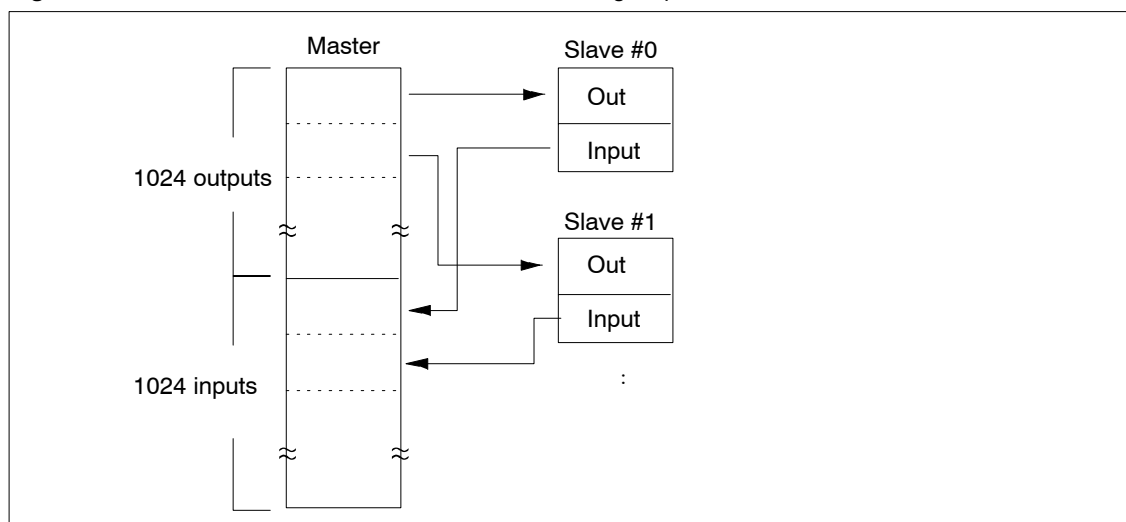 Master
Slave #0
Out
Input
1024 outputs
Slave #1
Out
Input
1024 inputs
: